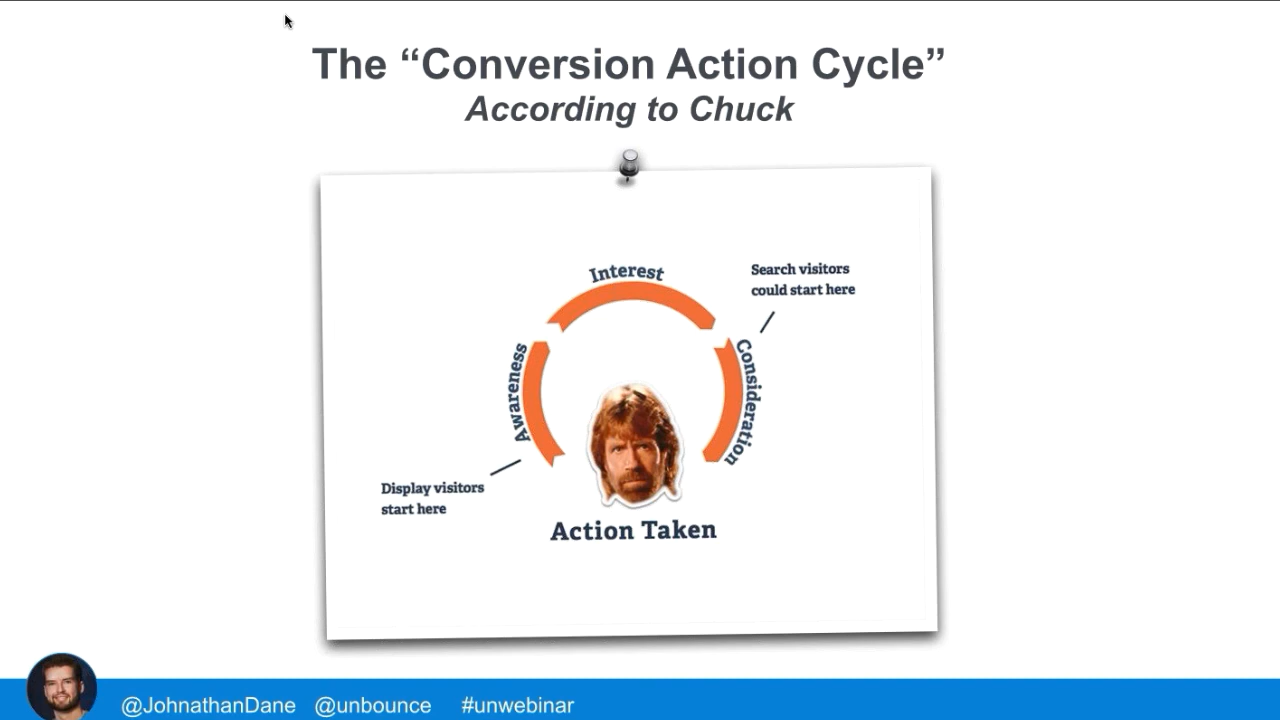 The “Conversion Action Cycle”
According to Chuck
Interest
Search visitors
could start here
Awareness
Consideration
Display visitors
start here
Action Taken
@JohnathanDane @unbounce #unwebinar